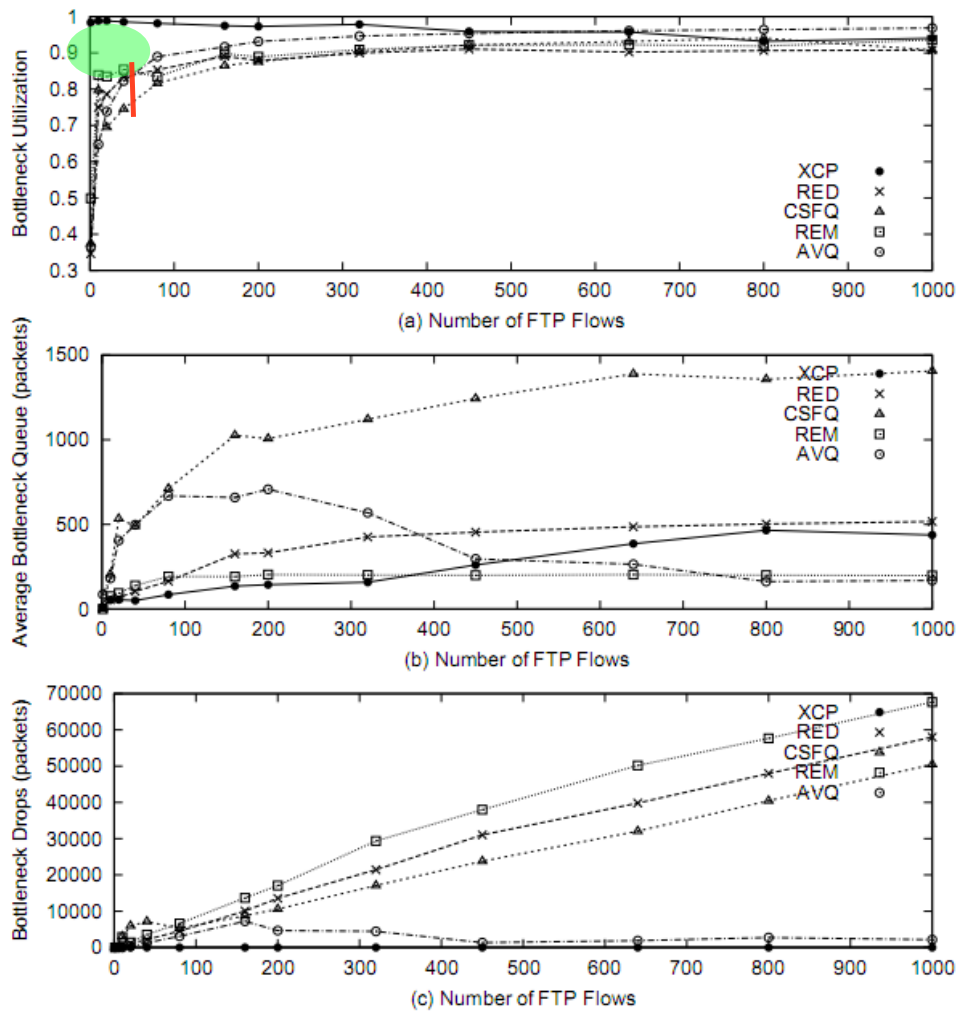 Bottleneck Utilization
1
0.9
0.8
0.7
0.6
0.5
0.4
0.3
XCP
RED
CSFQ
REM
AVQ
0 100 200 300 400 500 600 700 800 900 1000
(a) Number of FTP Flows
Average Bottleneck Queue (packets)
1500
1000
500
0
XCP
RED
CSFQ
REM
AVQ
0 100 200 300 400 500 600 700 800 900 1000
(b) Number of FTP Flows
Bottleneck Drops (packets)
70000
60000
50000
40000
30000
20000
10000
0
XCP
RED
CSFQ
REM
AVQ
0 100 200 300 400 500 600 700 800 900 1000
(c) Number of FTP Flows